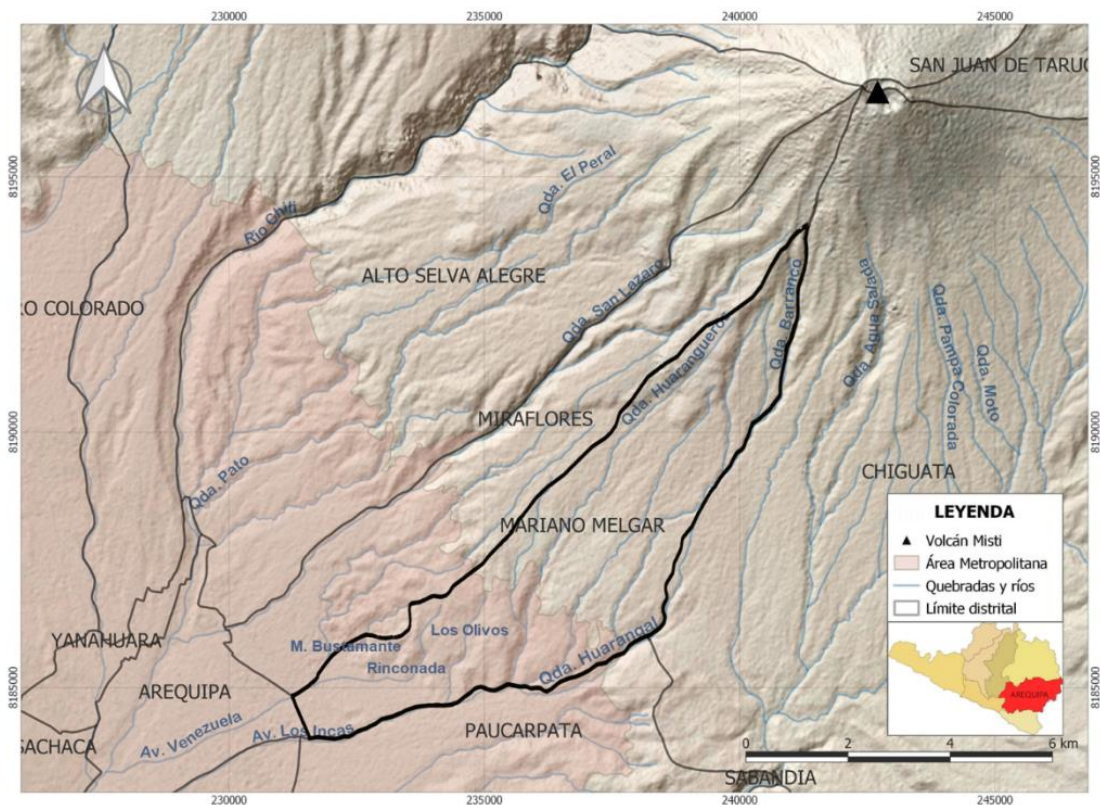 230000
235000
240000
245000
SAN JUAN DE TARUC
8195000
8195000
Qda. El Peral
Rio Chili
ALTO SELVA ALEGRE
RO COLORADO
Qda. San Lazaro
Qda. Huaranguero
Qda. Barranco
Qda. Agua Salada
Qda. Pampa Colorada
Qda. Moto
MIRAFLORES
8190000
8190000
Qda. Pato
CHIGUATA
MARIANO MELGAR
LEYENDA
Volcán Misti
Área Metropolitana
Quebradas y ríos
Límite distrital
YANAHUARA
M. Bustamante
Los Olivos
Rinconada
Qda. Huarangal
AREQUIPA
8185000
8185000
AREQUIPA
Av. Venezuela
Av. Los Incas
PAUCARPATA
SACHACA
0 2 4 6 km
SABANDIA
230000
235000
240000
245000